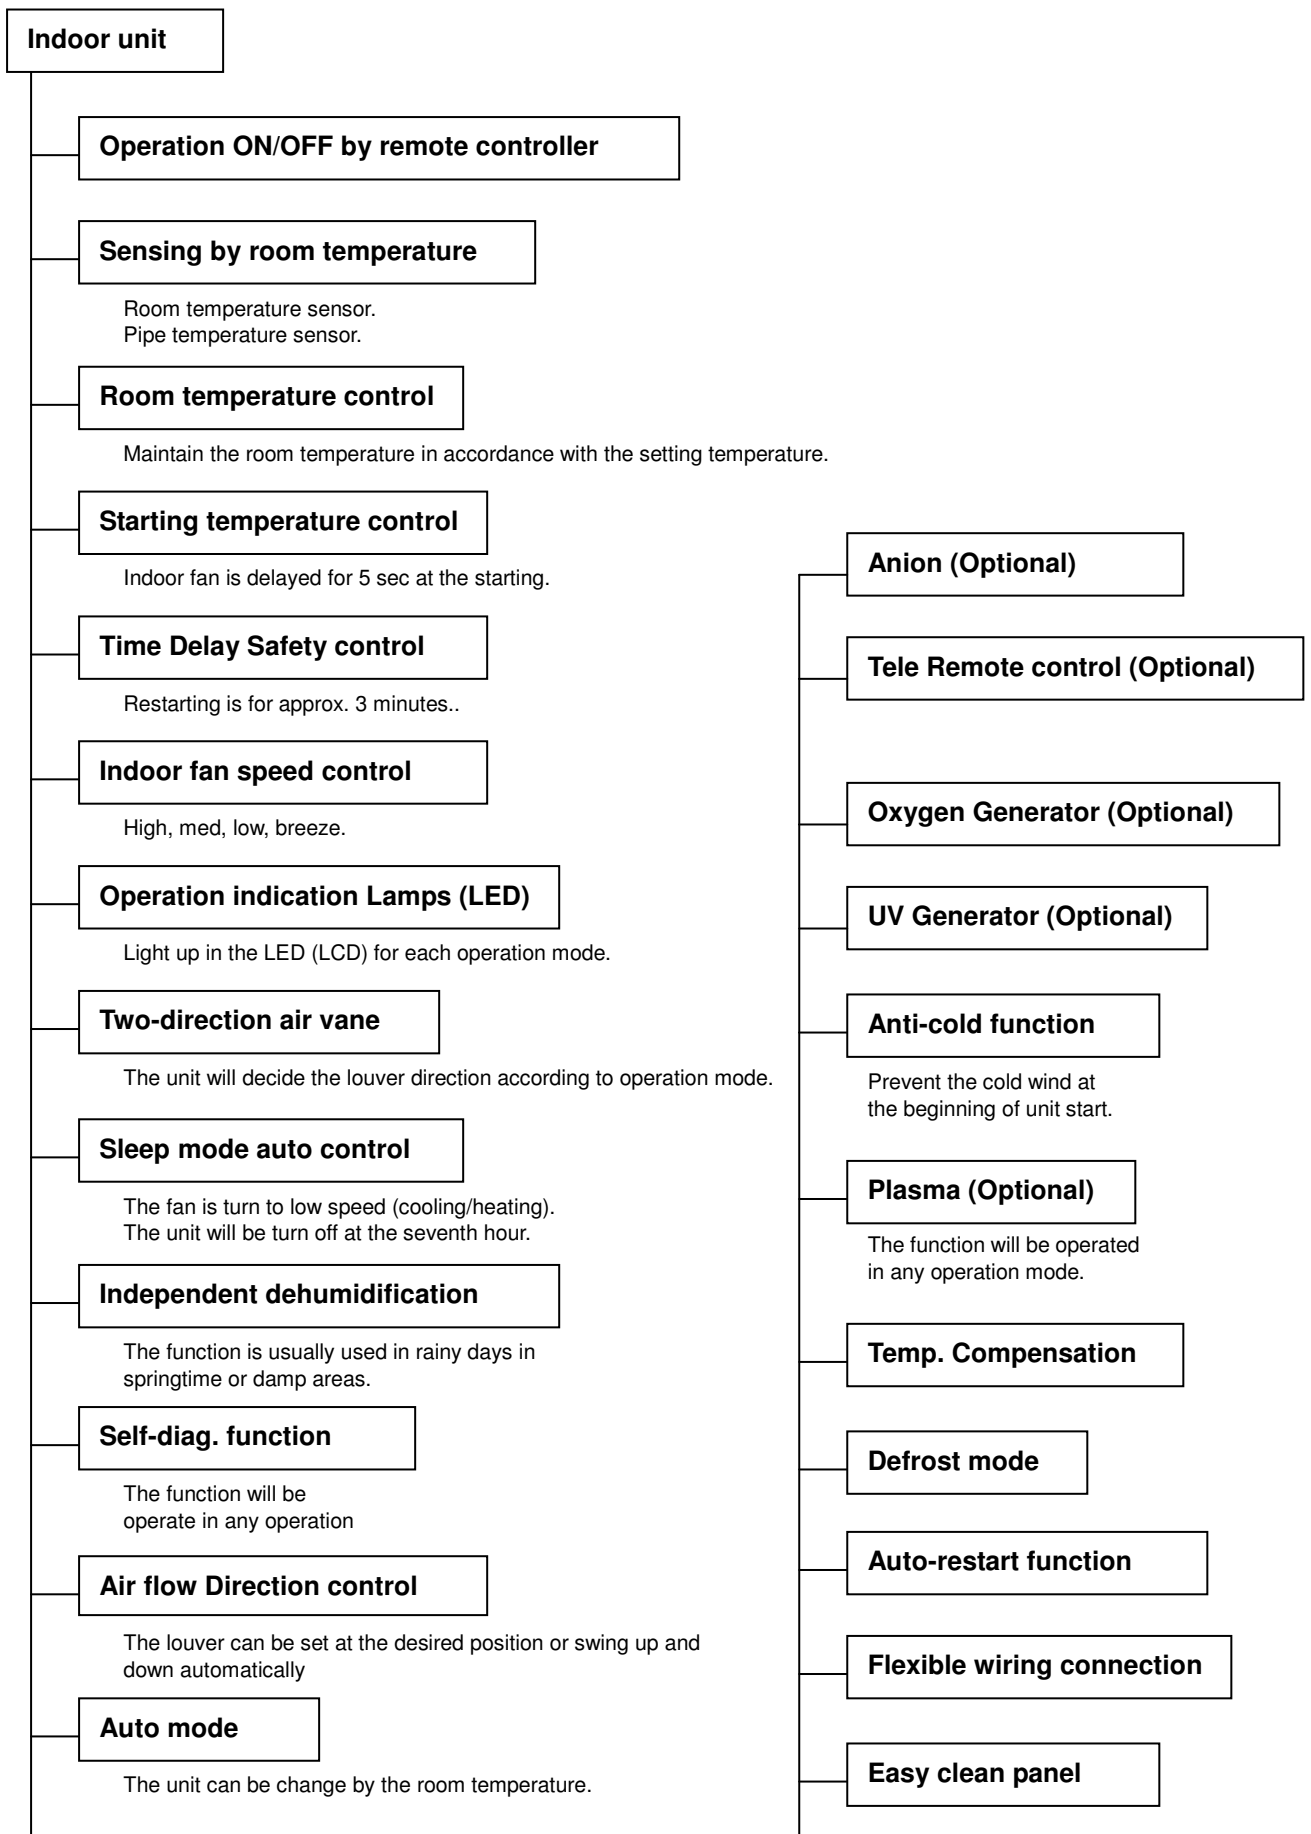 Indoor unit
Operation ON/OFF by remote controller
Sensing by room temperature
Room temperature sensor.
Pipe temperature sensor.
Room temperature control
Maintain the room temperature in accordance with the setting temperature.
Starting temperature control
Indoor fan is delayed for 5 sec at the starting.
Time Delay Safety control
Restarting is for approx. 3 minutes..
Indoor fan speed control
High, med, low, breeze.
Operation indication Lamps (LED)
Light up in the LED (LCD) for each operation mode.
Two-direction air vane
The unit will decide the louver direction according to operation mode.
Sleep mode auto control
The fan is turn to low speed (cooling/heating).
The unit will be turn off at the seventh hour.
Independent dehumidification
The function is usually used in rainy days in
springtime or damp areas.
Self-diag. function
The function will be
operate in any operation
Air flow Direction control
The louver can be set at the desired position or swing up and
down automatically
Auto mode
The unit can be change by the room temperature.
Anion (Optional)
Tele Remote control (Optional)
Oxygen Generator (Optional)
UV Generator (Optional)
Anti-cold function
Prevent the cold wind at
the beginning of unit start.
Plasma (Optional)
The function will be operated
in any operation mode.
Temp. Compensation
Defrost mode
Auto-restart function
Flexible wiring connection
Easy clean panel